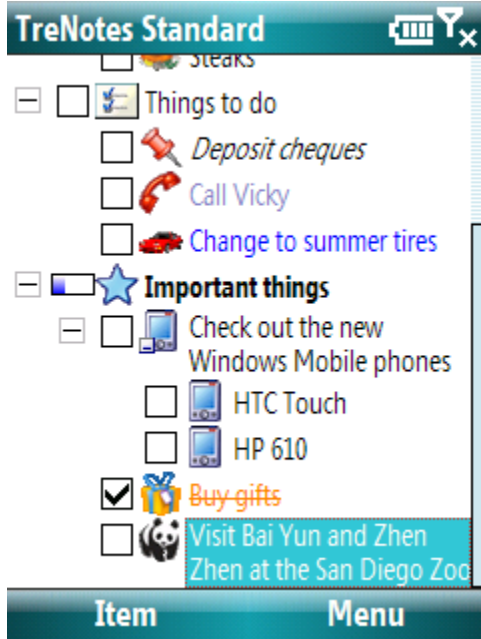 TreNotes Standard
Steaks
Things to do
Deposit cheques
Call Vicky
Change to summer tires
Important things
Check out the new
Windows Mobile phones
HTC Touch
HP 610
Buy gifts
Visit Bai Yun and Zhen
Zhen at the San Diego Zoo
Item Menu